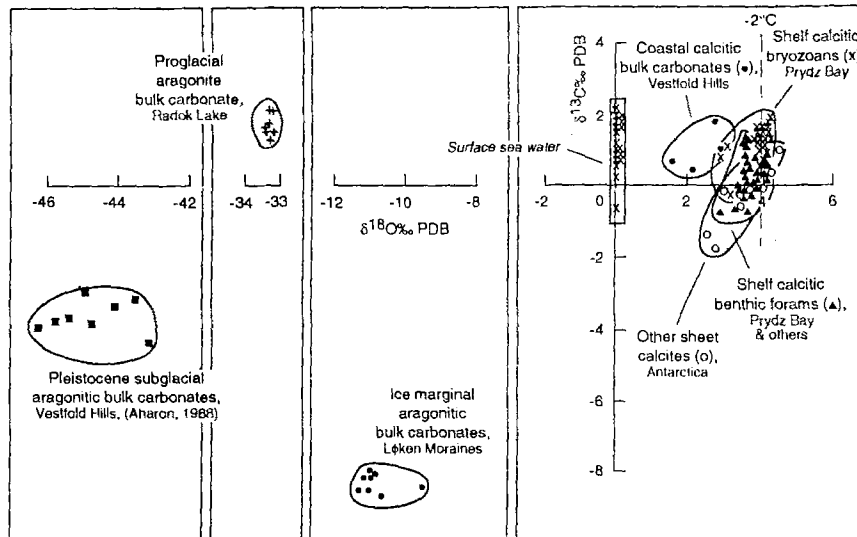 Proglacial
aragonite
bulk carbonate,
Radok Lake
-46
-44
-42
-34
-33
Pleistocene subglacial
aragonitic bulk carbonates,
Vestfold Hills, (Aharon, 1988)
-12
-10
δ¹⁸O‰ PDB
Ice marginal
aragonitic
bulk carbonates,
Løken Moraines
δ¹³C‰ PDB
4
2
0
-2
-4
-6
-8
-2
2
4
6
-2°C
Surface sea water
Coastal calcitic
bulk carbonates (●),
Vestfold Hills
Shelf calcitic
bryozoans (x)
Prydz Bay
Shelf calcitic
benthic forams (▲),
Prydz Bay
& others
Other sheet
calcites (o),
Antarctica